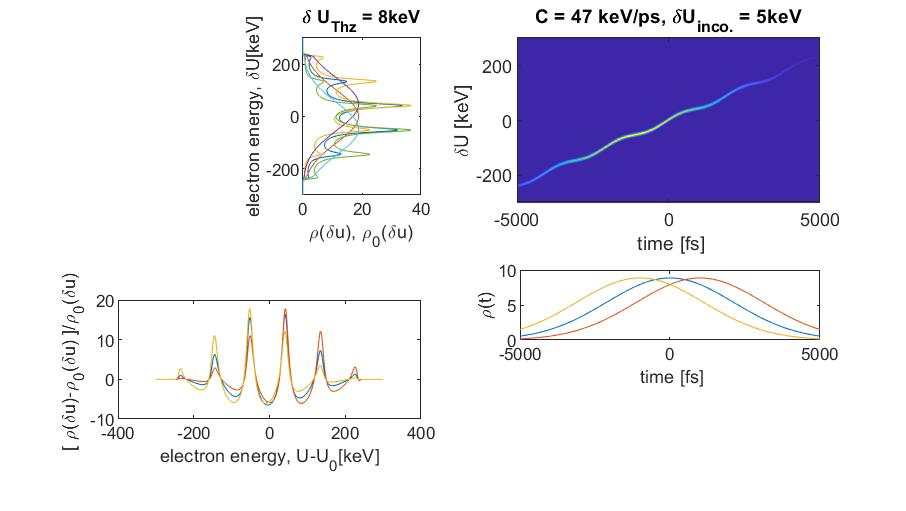 δ U_Thz = 8keV
electron energy, δU[keV]
200
0
-200
0 20 40
ρ(δu), ρ_0(δu)
C = 47 keV/ps, δU_inco. = 5keV
δU [keV]
200
0
-200
-5000 0 5000
time [fs]
[ ρ(δu)-ρ_0(δu) ]/ρ_0(δu)
20
10
0
-10
-400 -200 0 200 400
electron energy, U-U_0[keV]
ρ(t)
10
5
0
-5000 0 5000
time [fs]